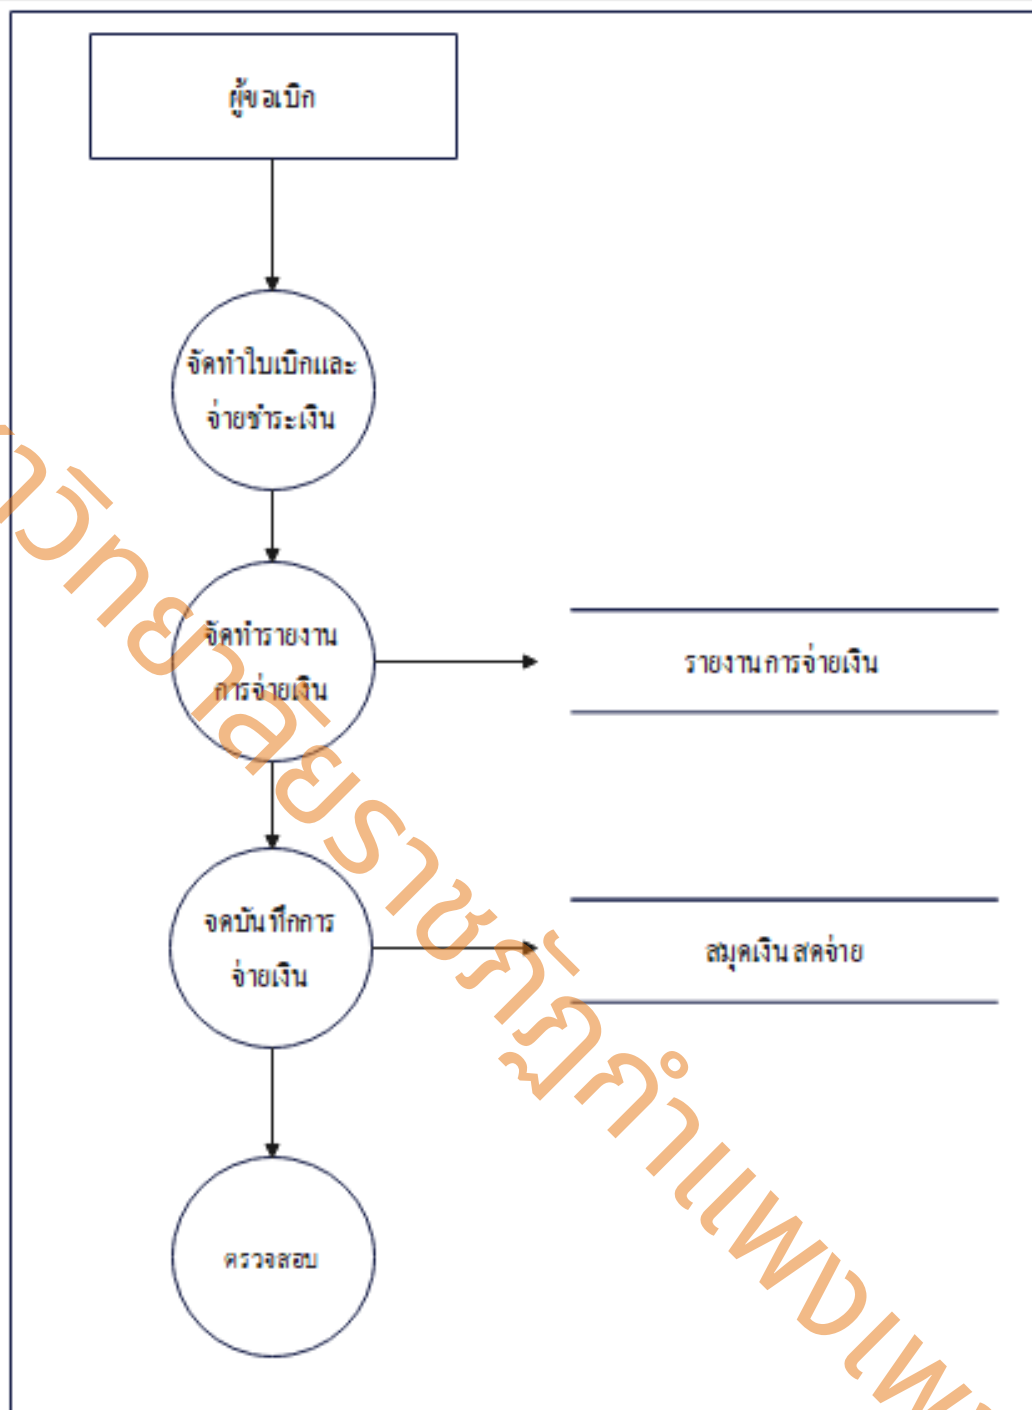 ผู้ขอเบิก
จัดทำใบเบิกและ
จ่ายชำระเงิน
จัดทำรายงาน
การจ่ายเงิน
รายงานการจ่ายเงิน
จดบันทึกการ
จ่ายเงิน
สมุดเงินสดจ่าย
ตรวจสอบ
าวิทยาลัยราชภัฏกำแพงเพ